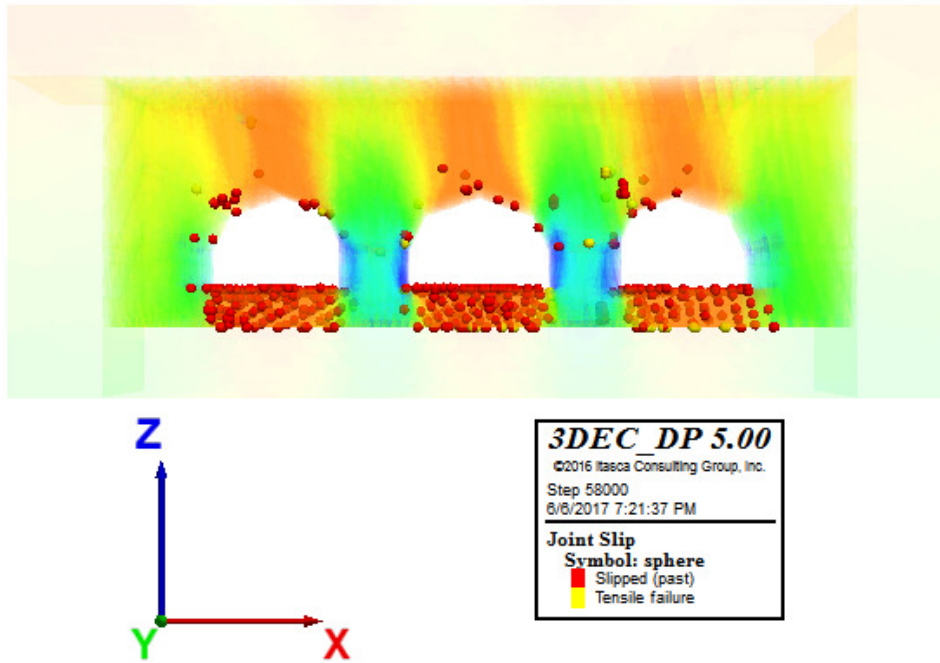 Z
Y
X
3DEC_DP 5.00
©2016 Itasca Consulting Group, Inc.
Step 58000
6/6/2017 7:21:37 PM
Joint Slip
Symbol: sphere
Slipped (past)
Tensile failure